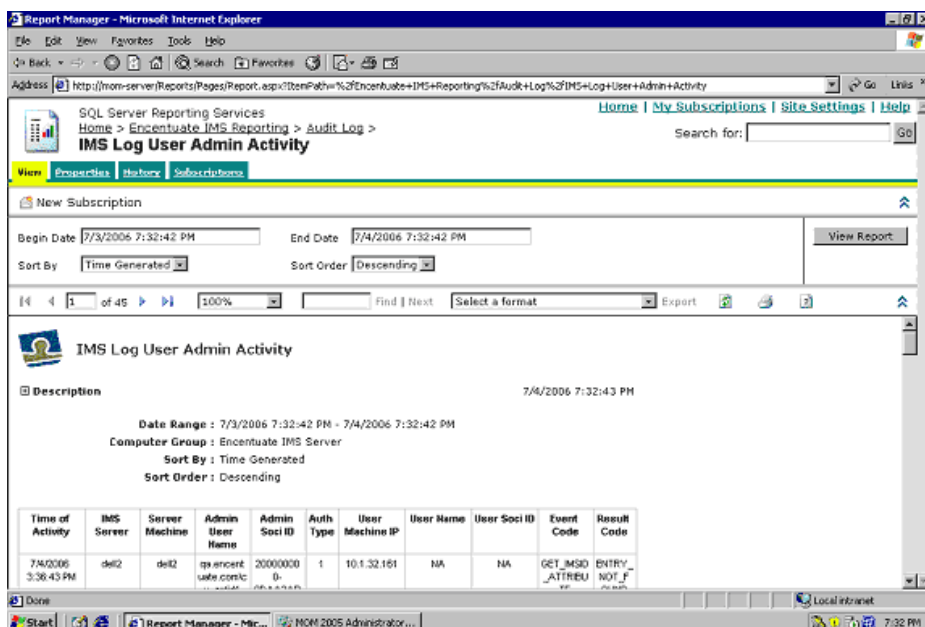 Report Manager - Microsoft Internet Explorer
File Edit View Favorites Tools Help
Back Search Favorites
Address http://mom-server/Reports/Pages/Report.aspx?ItemPath=%2fEncentuate+IMS+Reporting%2fAudit+Log%2fIMS+Log+User+Admin+Activity Go Links
SQL Server Reporting Services
Home | My Subscriptions | Site Settings | Help
Home > Encentuate IMS Reporting > Audit Log >
Search for: Go
IMS Log User Admin Activity
View Properties History Subscriptions
New Subscription
Begin Date 7/3/2006 7:32:42 PM End Date 7/4/2006 7:32:42 PM View Report
Sort By Time Generated Sort Order Descending
1 of 45 100% Find | Next Select a format Export
IMS Log User Admin Activity
Description 7/4/2006 7:32:43 PM
Date Range : 7/3/2006 7:32:42 PM - 7/4/2006 7:32:42 PM
Computer Group : Encentuate IMS Server
Sort By : Time Generated
Sort Order : Descending
Time of Activity IMS Server Server Machine Admin User Name Admin Soci ID Auth Type User Machine IP User Name User Soci ID Event Code Result Code
7/4/2006 3:36:43 PM dell2 dell2 qa.encentuate.com\c 20000000 0- 1 10.1.32.161 NA NA GET_IMSID_ATTRIBU ENTRY_NOT_F
Done Local intranet
Start Report Manager - Mic... MOM 2005 Administrator... 7:32 PM